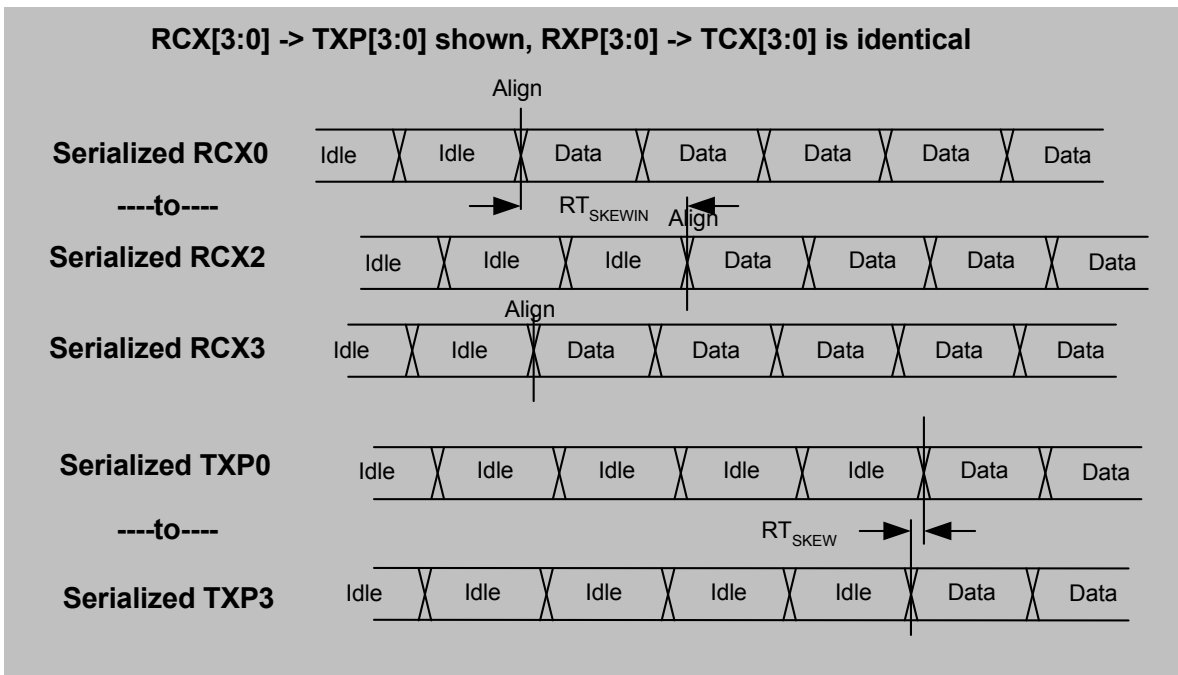 RCX[3:0] -> TXP[3:0] shown, RXP[3:0] -> TCX[3:0] is identical
Align
Serialized RCX0 Idle Idle Data Data Data Data Data
----to---- RTSKEWIN Align
Serialized RCX2 Idle Idle Idle Data Data Data Data
Align
Serialized RCX3 Idle Idle Data Data Data Data Data
Serialized TXP0 Idle Idle Idle Idle Idle Data Data
----to---- RTSKEW
Serialized TXP3 Idle Idle Idle Idle Idle Data Data